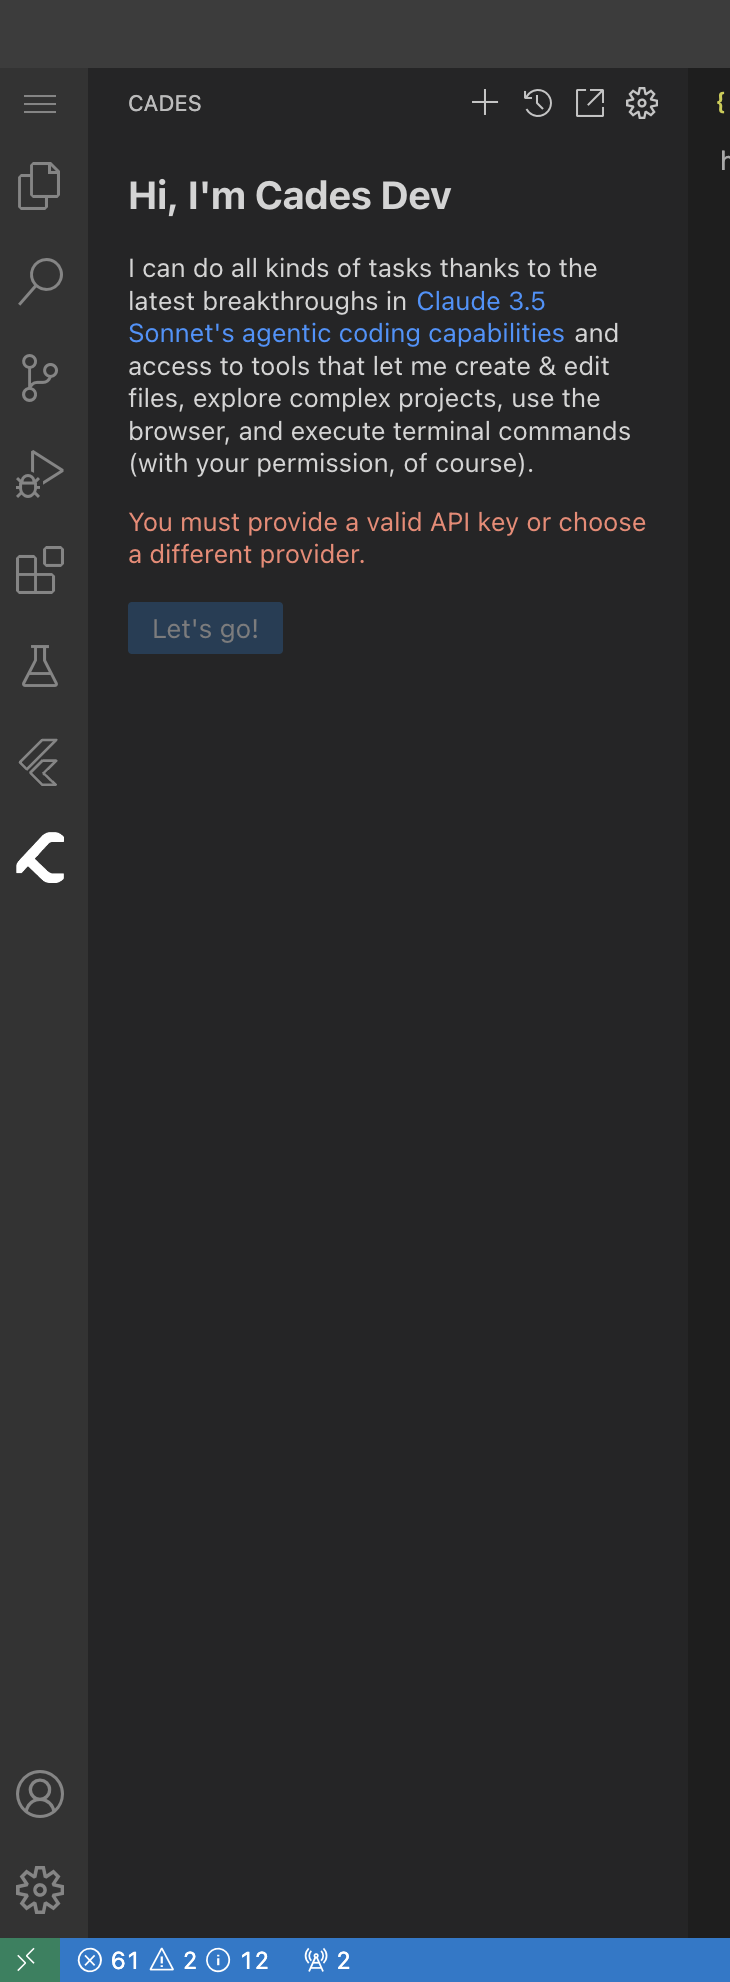 CADES
{
h
Hi, I'm Cades Dev
I can do all kinds of tasks thanks to the
latest breakthroughs in Claude 3.5
Sonnet's agentic coding capabilities and
access to tools that let me create & edit
files, explore complex projects, use the
browser, and execute terminal commands
(with your permission, of course).
You must provide a valid API key or choose
a different provider.
Let's go!
61 2 12 2